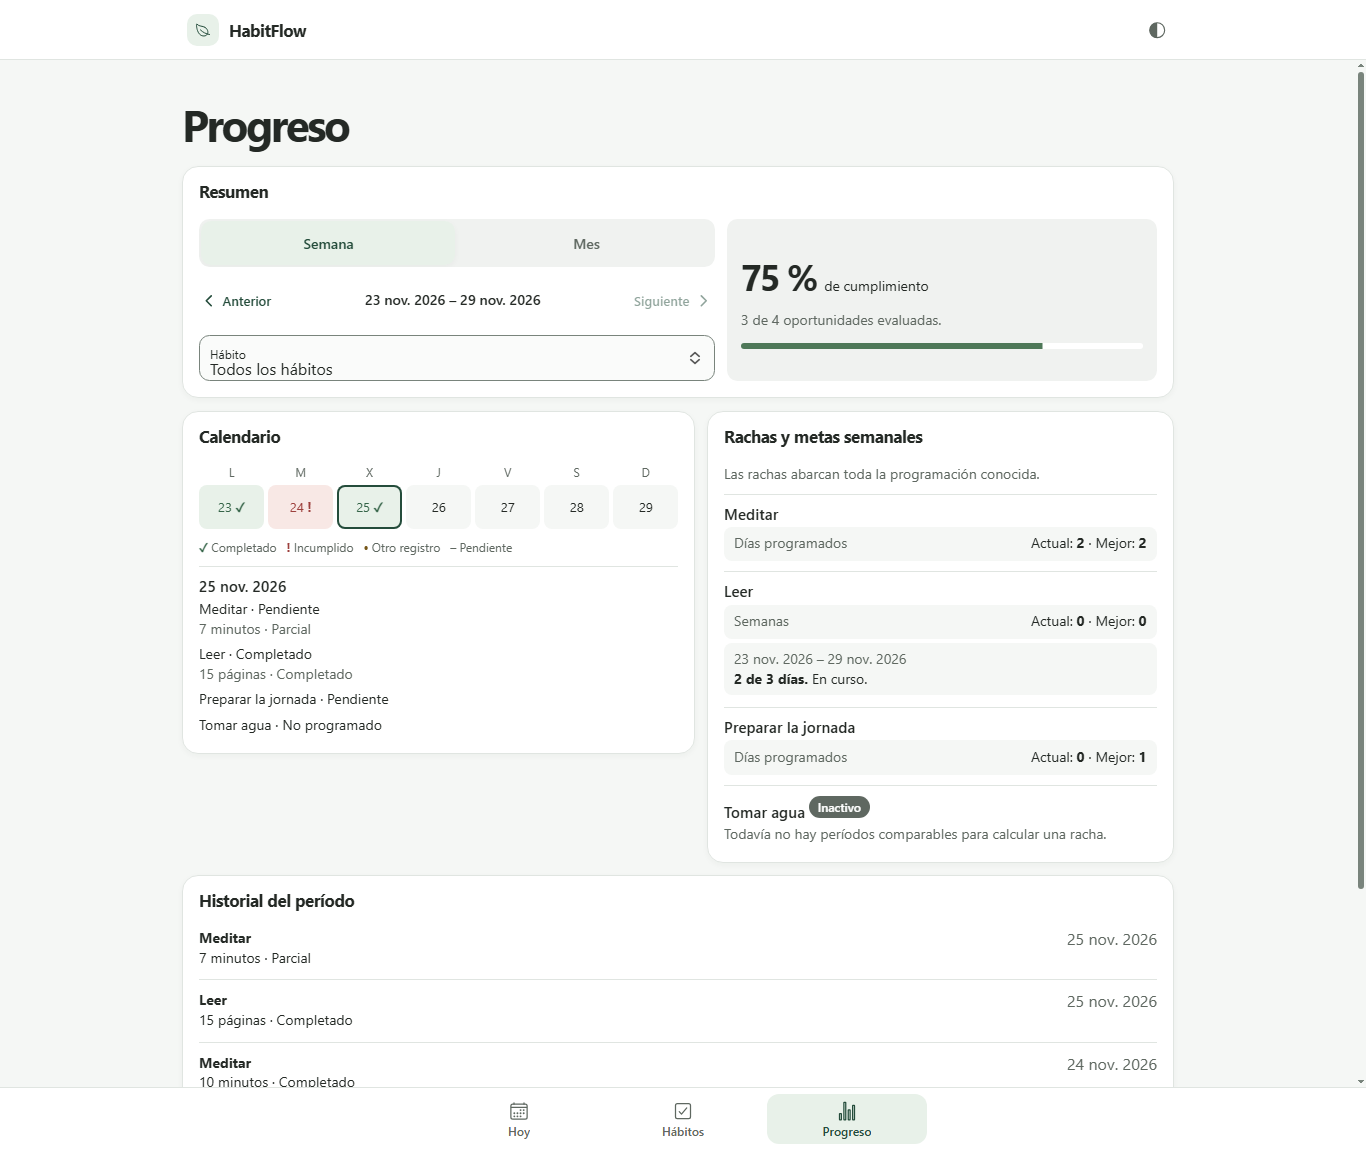 HabitFlow
Progreso
Resumen
Semana Mes
Anterior 23 nov. 2026 – 29 nov. 2026 Siguiente
Hábito
Todos los hábitos
75 % de cumplimiento
3 de 4 oportunidades evaluadas.
Calendario
L M X J V S D
23 ✓ 24 ! 25 ✓ 26 27 28 29
✓ Completado ! Incumplido • Otro registro – Pendiente
25 nov. 2026
Meditar · Pendiente
7 minutos · Parcial
Leer · Completado
15 páginas · Completado
Preparar la jornada · Pendiente
Tomar agua · No programado
Rachas y metas semanales
Las rachas abarcan toda la programación conocida.
Meditar
Días programados Actual: 2 · Mejor: 2
Leer
Semanas Actual: 0 · Mejor: 0
23 nov. 2026 – 29 nov. 2026
2 de 3 días. En curso.
Preparar la jornada
Días programados Actual: 0 · Mejor: 1
Tomar agua Inactivo
Todavía no hay períodos comparables para calcular una racha.
Historial del período
Meditar 25 nov. 2026
7 minutos · Parcial
Leer 25 nov. 2026
15 páginas · Completado
Meditar 24 nov. 2026
10 minutos · Completado
Hoy Hábitos Progreso